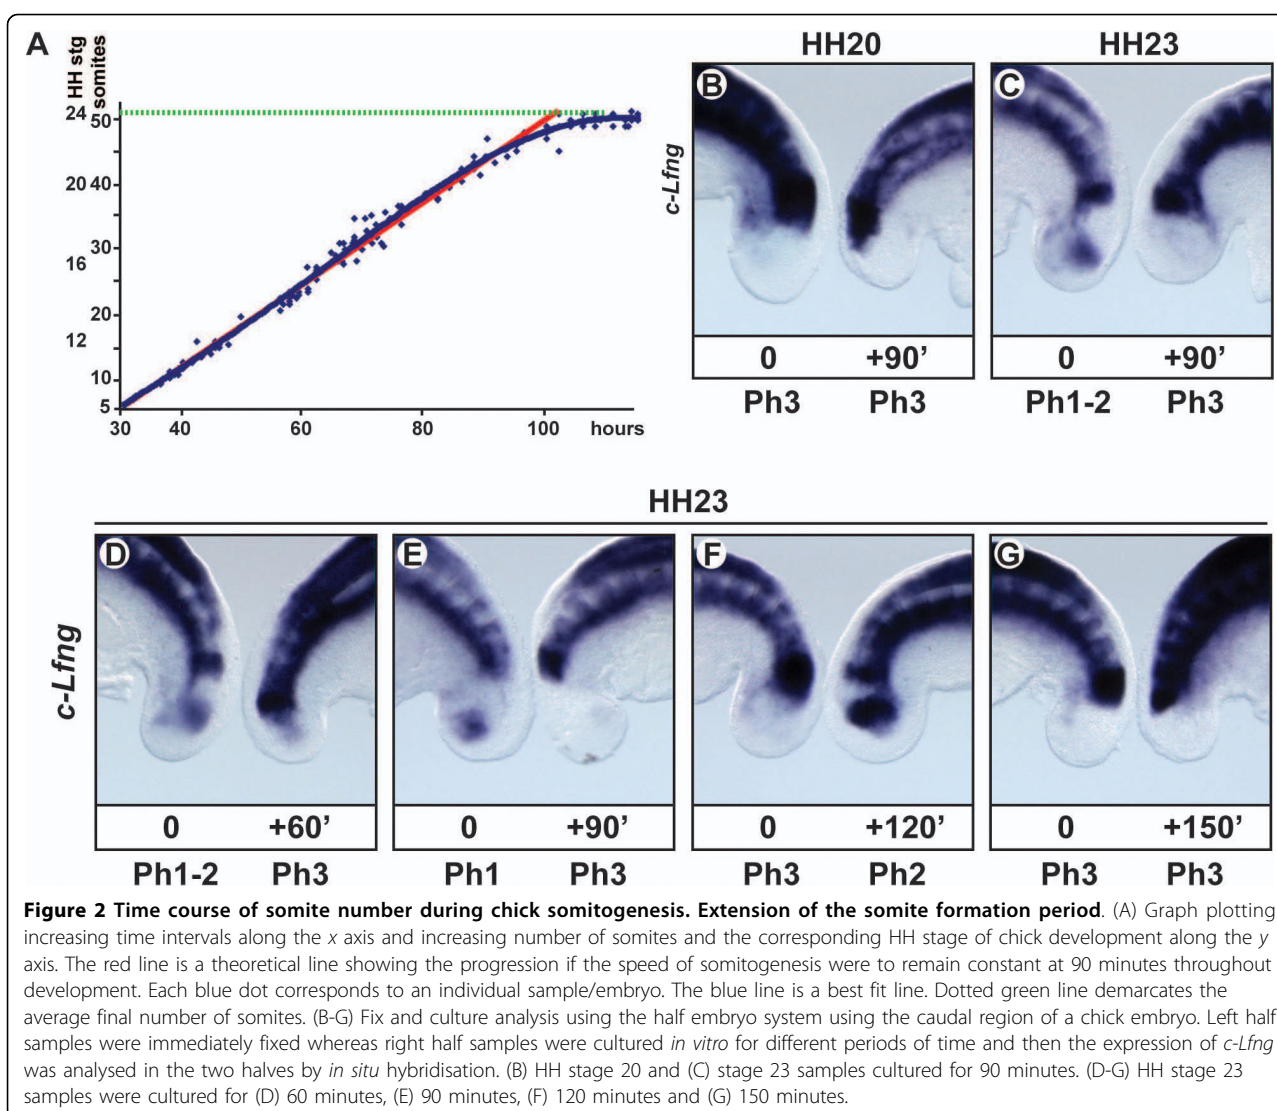 A
HH stg
somites
24
50
20
40
30
16
20
12
10
5
30 40 60 80 100 hours
HH20
HH23
B
C
c-Lfng
0 +90’
0 +90’
Ph3 Ph3
Ph1-2 Ph3
HH23
D
E
F
G
c-Lfng
0 +60’
0 +90’
0 +120’
0 +150’
Ph1-2 Ph3
Ph1 Ph3
Ph3 Ph2
Ph3 Ph3
Figure 2 Time course of somite number during chick somitogenesis. Extension of the somite formation period. (A) Graph plotting
increasing time intervals along the x axis and increasing number of somites and the corresponding HH stage of chick development along the y
axis. The red line is a theoretical line showing the progression if the speed of somitogenesis were to remain constant at 90 minutes throughout
development. Each blue dot corresponds to an individual sample/embryo. The blue line is a best fit line. Dotted green line demarcates the
average final number of somites. (B-G) Fix and culture analysis using the half embryo system using the caudal region of a chick embryo. Left half
samples were immediately fixed whereas right half samples were cultured in vitro for different periods of time and then the expression of c-Lfng
was analysed in the two halves by in situ hybridisation. (B) HH stage 20 and (C) stage 23 samples cultured for 90 minutes. (D-G) HH stage 23
samples were cultured for (D) 60 minutes, (E) 90 minutes, (F) 120 minutes and (G) 150 minutes.